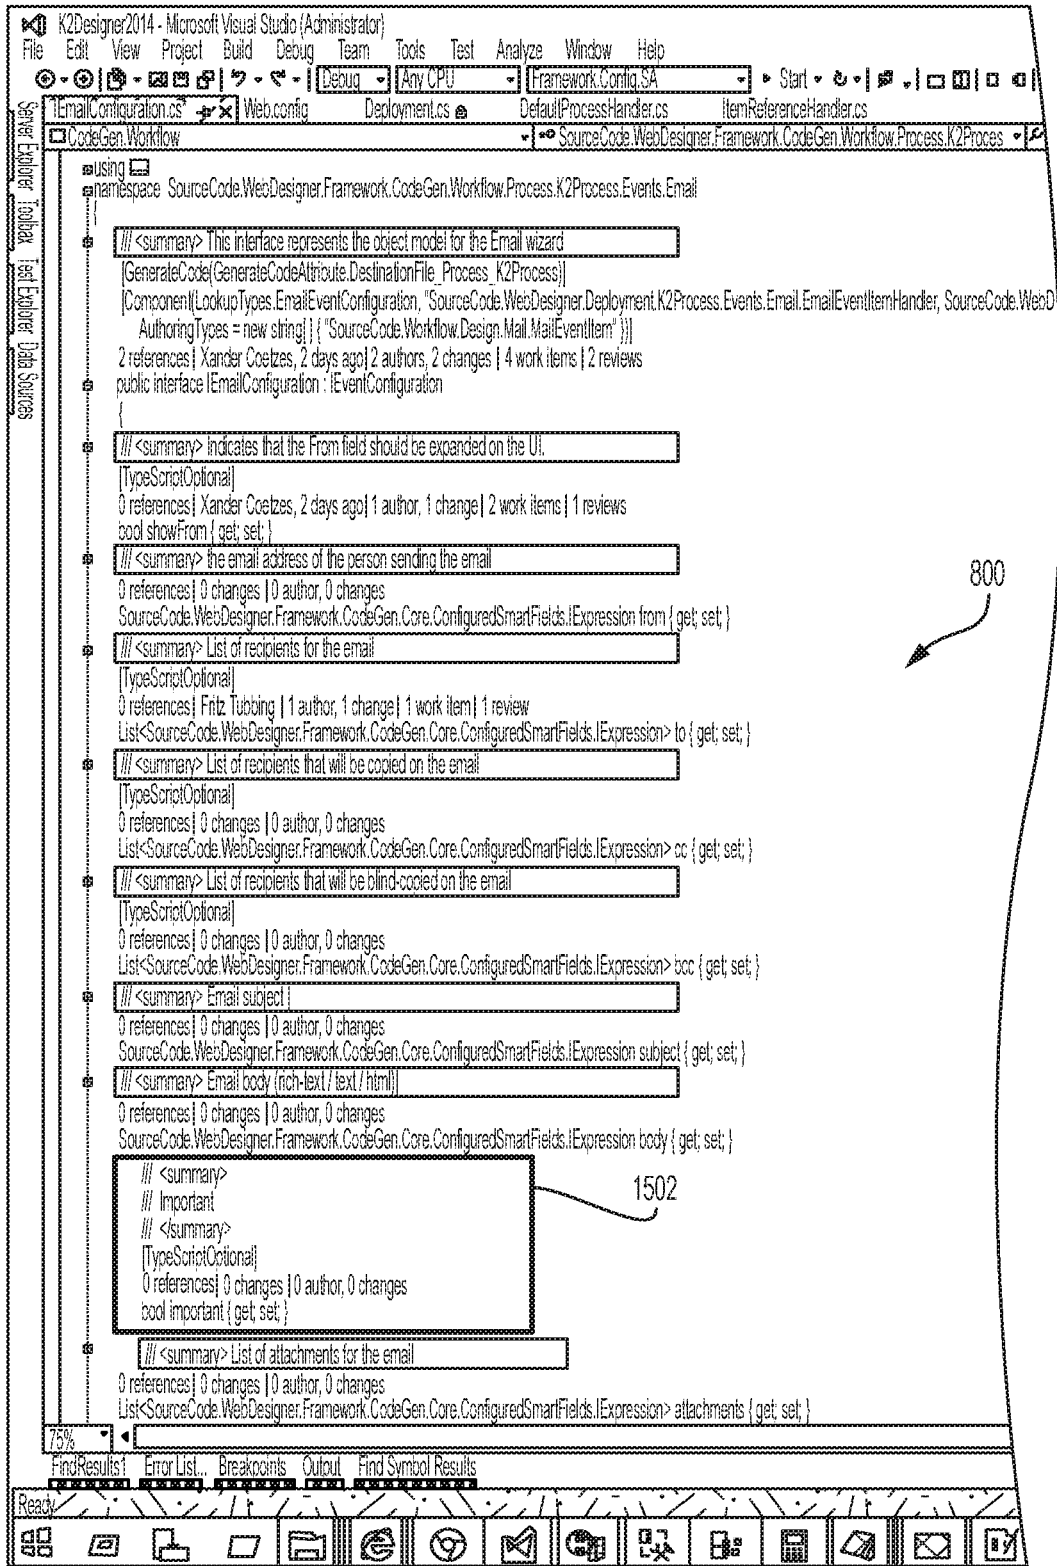 K2Designer2014 - Microsoft Visual Studio (Administrator)
File Edit View Project Build Debug Team Tools Test Analyze Window Help
Debug Any CPU Framework.Config.SA Start
IEmailConfiguration.cs* Web.config Deployment.cs DefaultProcessHandler.cs ItemReferenceHandler.cs
CodeGen.Workflow SourceCode.WebDesigner.Framework.CodeGen.Workflow.Process.K2Proces
Server Explorer Toolbax Test Explorer Data Sources
using
namespace SourceCode.WebDesigner.Framework.CodeGen.Workflow.Process.K2Process.Events.Email
{
/// <summary> This interface represents the object model for the Email wizard
[GenerateCode(GenerateCodeAttribute.DestinationFile_Process_K2Process)]
[Component(LookupTypes.EmailEventConfiguration, "SourceCode.WebDesigner.Deployment.K2Process.Events.Email.EmailEventItemHandler, SourceCode.WebD
AuthoringTypes = new string[ ] { "SourceCode.Workflow.Design.Mail.MailEventItem" })]
2 references | Xander Coetzes, 2 days ago | 2 authors, 2 changes | 4 work items | 2 reviews
public interface IEmailConfiguration : IEventConfiguration
{
/// <summary> indicates that the From field should be expanded on the UI.
[TypeScriptOptional]
0 references | Xander Coetzes, 2 days ago | 1 author, 1 change | 2 work items | 1 reviews
bool showFrom { get; set; }
/// <summary> the email address of the person sending the email
0 references | 0 changes | 0 author, 0 changes
SourceCode.WebDesigner.Framework.CodeGen.Core.ConfiguredSmartFields.IExpression from { get; set; }
800
/// <summary> List of recipients for the email
[TypeScriptOptional]
0 references | Fritz Tubbing | 1 author, 1 change | 1 work item | 1 review
List<SourceCode.WebDesigner.Framework.CodeGen.Core.ConfiguredSmartFields.IExpression> to { get; set; }
/// <summary> List of recipients that will be copied on the email
[TypeScriptOptional]
0 references | 0 changes | 0 author, 0 changes
List<SourceCode.WebDesigner.Framework.CodeGen.Core.ConfiguredSmartFields.IExpression> cc { get; set; }
/// <summary> List of recipients that will be blind-copied on the email
[TypeScriptOptional]
0 references | 0 changes | 0 author, 0 changes
List<SourceCode.WebDesigner.Framework.CodeGen.Core.ConfiguredSmartFields.IExpression> bcc { get; set; }
/// <summary> Email subject |
0 references | 0 changes | 0 author, 0 changes
SourceCode.WebDesigner.Framework.CodeGen.Core.ConfiguredSmartFields.IExpression subject { get; set; }
/// <summary> Email body (rich-text / text / html)|
0 references | 0 changes | 0 author, 0 changes
SourceCode.WebDesigner.Framework.CodeGen.Core.ConfiguredSmartFields.IExpression body { get; set; }
/// <summary>
/// Important
/// </summary>
[TypeScriptOptional]
0 references | 0 changes | 0 author, 0 changes
bool important { get; set; }
1502
/// <summary> List of attachments for the email
0 references | 0 changes | 0 author, 0 changes
List<SourceCode.WebDesigner.Framework.CodeGen.Core.ConfiguredSmartFields.IExpression> attachments { get; set; }
75%
FindResults1 Error List... Breakpoints Output Find Symbol Results
Ready